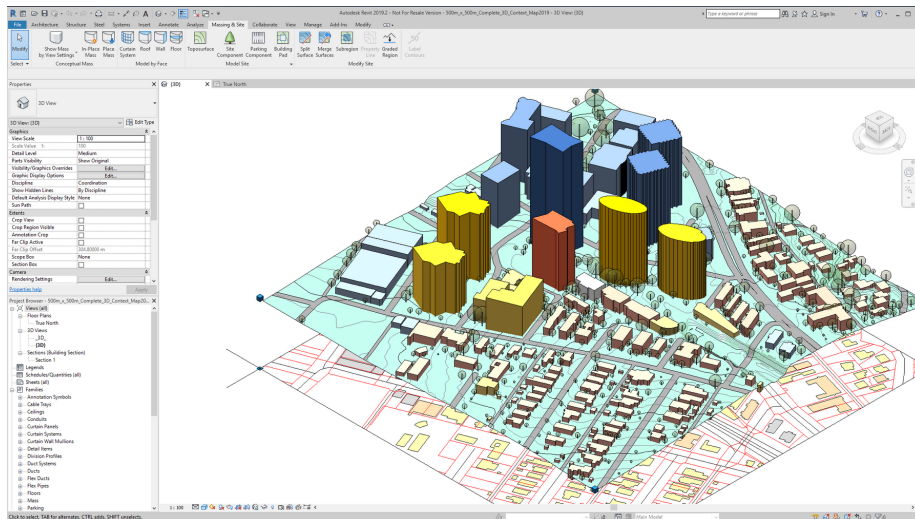 Autodesk Revit 2019.2 - Not For Resale Version - 500m_x_500m_Complete_3D_Context_Map2019 - 3D View: {3D}
Type a keyword or phrase
Sign In
File Architecture Structure Steel Systems Insert Annotate Analyze Massing & Site Collaborate View Manage Add-Ins Modify
Modify
Show Mass by View Settings
In-Place Mass
Place Mass
Curtain System
Roof
Wall
Floor
Toposurface
Site Component
Parking Component
Building Pad
Split Surface
Merge Surfaces
Subregion
Property Line
Graded Region
Label Contours
Select
Conceptual Mass
Model by Face
Model Site
Modify Site
Properties
{3D}
True North
3D View
3D View: {3D}
Edit Type
Graphics
View Scale 1 : 100
Scale Value 1: 100
Detail Level Medium
Parts Visibility Show Original
Visibility/Graphics Overrides Edit...
Graphic Display Options Edit...
Discipline Coordination
Show Hidden Lines By Discipline
Default Analysis Display Style None
Sun Path
Extents
Crop View
Crop Region Visible
Annotation Crop
Far Clip Active
Far Clip Offset 304.80000 m
Scope Box None
Section Box
Camera
Rendering Settings Edit...
Properties help
Apply
Project Browser - 500m_x_500m_Complete_3D_Context_Map20...
Views (all)
Floor Plans
True North
3D Views
_3D_
{3D}
Sections (Building Section)
Section 1
Legends
Schedules/Quantities (all)
Sheets (all)
Families
Annotation Symbols
Cable Trays
Ceilings
Conduits
Curtain Panels
Curtain Systems
Curtain Wall Mullions
Detail Items
Division Profiles
Duct Systems
Ducts
Flex Ducts
Flex Pipes
Floors
Mass
Parking
1 : 100
Click to select, TAB for alternates, CTRL adds, SHIFT unselects.
Main Model